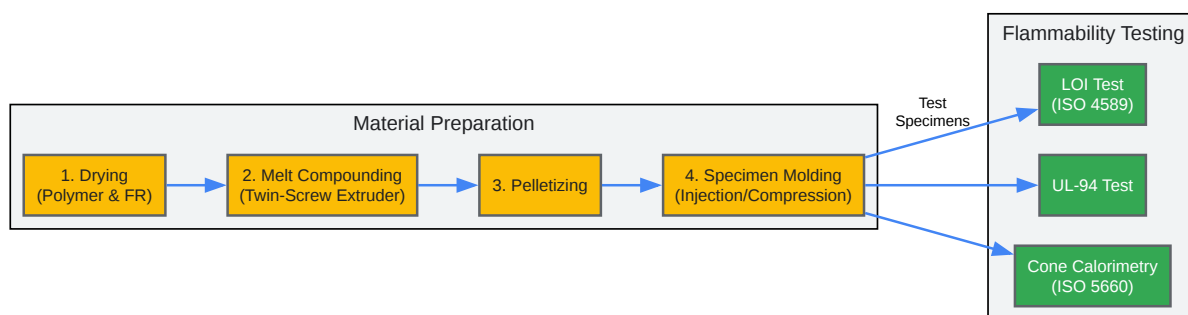 Material Preparation
1. Drying
(Polymer & FR)
2. Melt Compounding
(Twin-Screw Extruder)
3. Pelletizing
4. Specimen Molding
(Injection/Compression)
Test
Specimens
Flammability Testing
LOI Test
(ISO 4589)
UL-94 Test
Cone Calorimetry
(ISO 5660)